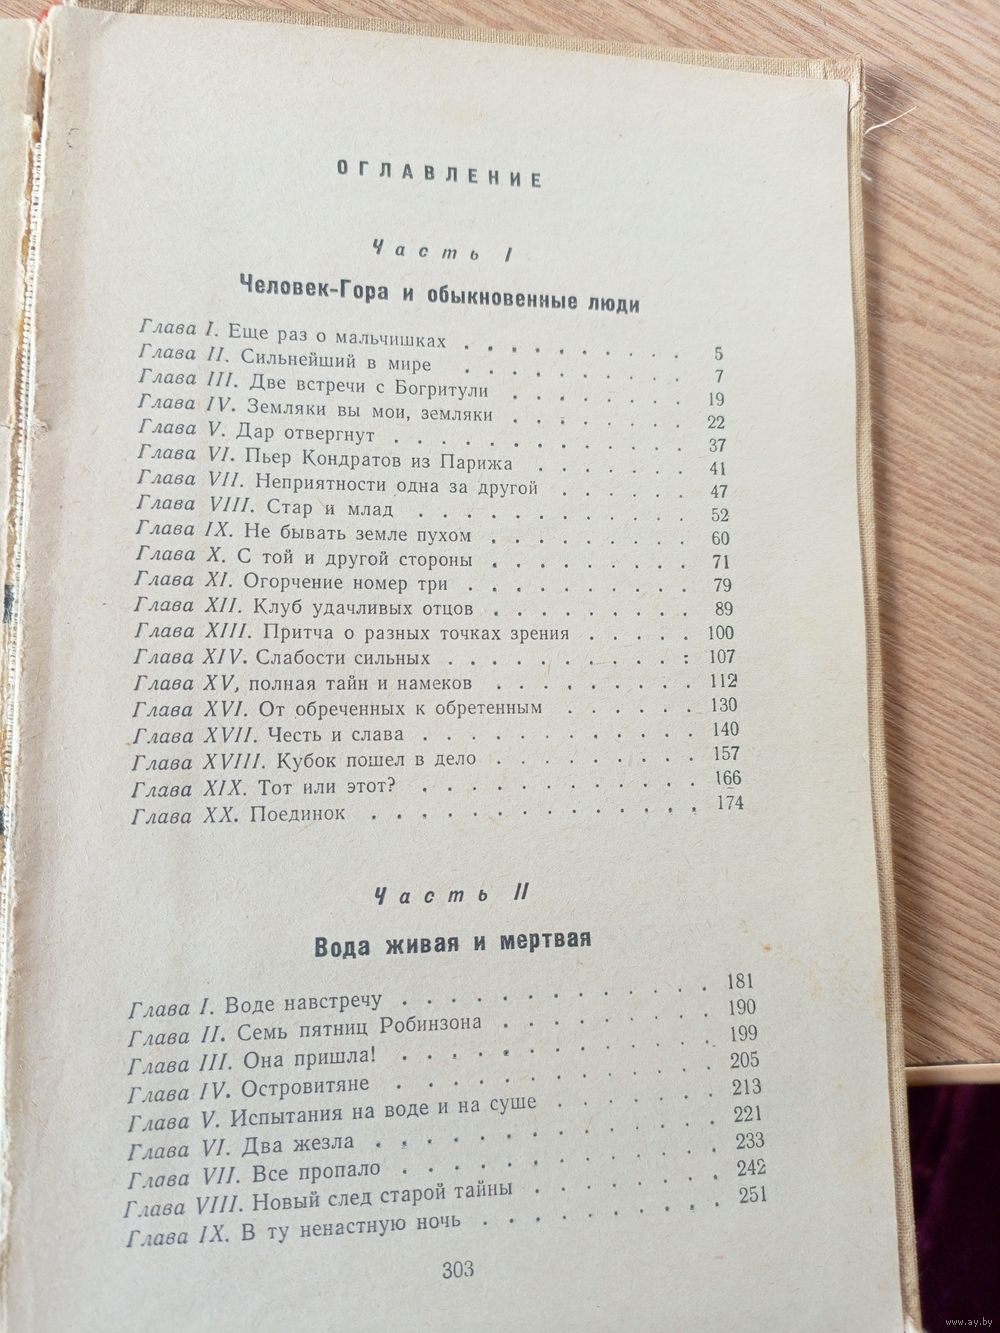 ОГЛАВЛЕНИЕ
Часть I
Человек-Гора и обыкновенные люди
Глава I. Еще раз о мальчишках . . . . . . . . . . 5
Глава II. Сильнейший в мире . . . . . . . . . . 7
Глава III. Две встречи с Богритули . . . . . . . . 19
Глава IV. Земляки вы мои, земляки . . . . . . . . 22
Глава V. Дар отвергнут . . . . . . . . . . . . 37
Глава VI. Пьер Кондратов из Парижа . . . . . . . 41
Глава VII. Неприятности одна за другой . . . . . . 47
Глава VIII. Стар и млад . . . . . . . . . . . . 52
Глава IX. Не бывать земле пухом . . . . . . . . . 60
Глава X. С той и другой стороны . . . . . . . . . 71
Глава XI. Огорчение номер три . . . . . . . . . . 79
Глава XII. Клуб удачливых отцов . . . . . . . . . 89
Глава XIII. Притча о разных точках зрения . . . . . 100
Глава XIV. Слабости сильных . . . . . . . . . . : 107
Глава XV, полная тайн и намеков . . . . . . . . . 112
Глава XVI. От обреченных к обретенным . . . . . . 130
Глава XVII. Честь и слава . . . . . . . . . . . . 140
Глава XVIII. Кубок пошел в дело . . . . . . . . . 157
Глава XIX. Тот или этот? . . . . . . . . . . . . 166
Глава XX. Поединок . . . . . . . . . . . . . . 174
Часть II
Вода живая и мертвая
Глава I. Воде навстречу . . . . . . . . . . . . 181
Глава II. Семь пятниц Робинзона . . . . . . . . . 190
Глава III. Она пришла! . . . . . . . . . . . . 199
Глава IV. Островитяне . . . . . . . . . . . . . 205
Глава V. Испытания на воде и на суше . . . . . . . 213
Глава VI. Два жезла . . . . . . . . . . . . . . 221
Глава VII. Все пропало . . . . . . . . . . . . . 233
Глава VIII. Новый след старой тайны . . . . . . . . 242
Глава IX. В ту ненастную ночь . . . . . . . . . . 251
303
www.ay.by